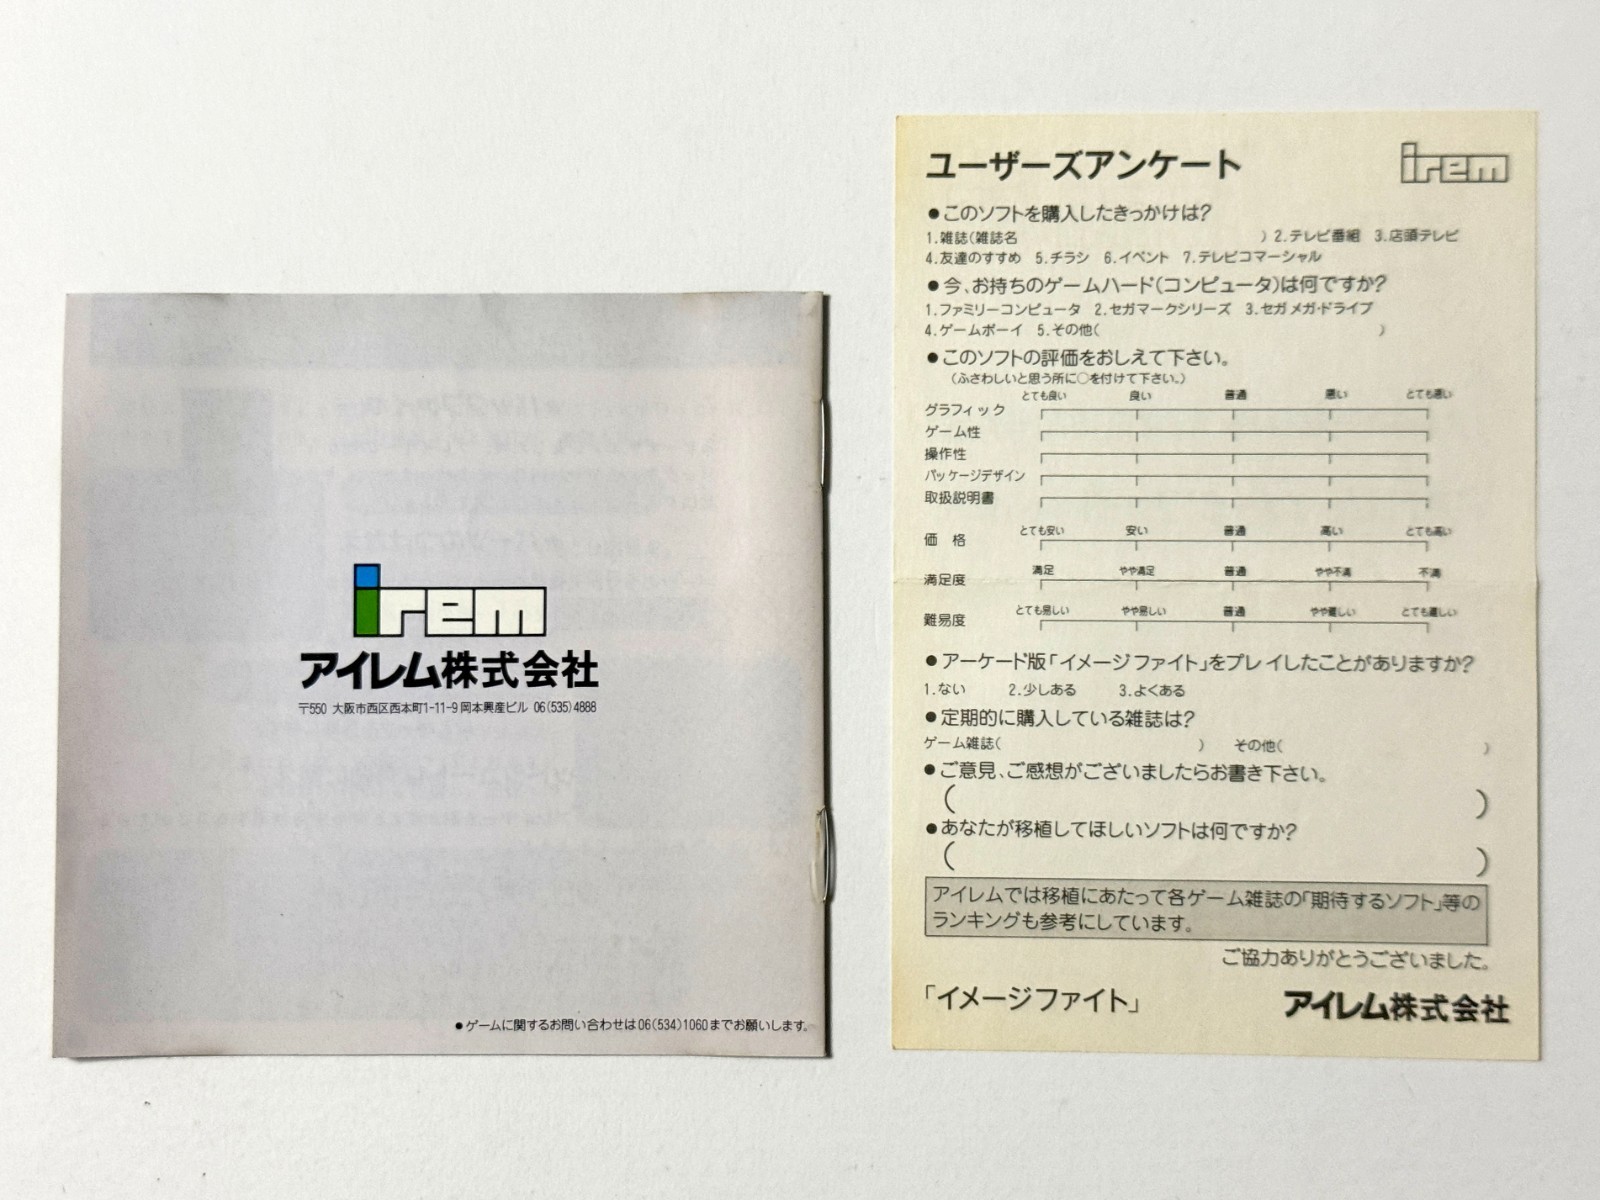 irem
アイレム株式会社
〒550 大阪市西区西本町1-11-9 岡本興産ビル 06(535)4888
●ゲームに関するお問い合わせは06(534)1060までお願いします。
ユーザーズアンケート
irem
●このソフトを購入したきっかけは?
1.雑誌(雑誌名 ) 2.テレビ番組 3.店頭テレビ
4.友達のすすめ 5.チラシ 6.イベント 7.テレビコマーシャル
●今、お持ちのゲームハード(コンピュータ)は何ですか?
1.ファミリーコンピュータ 2.セガマークシリーズ 3.セガ メガ・ドライブ
4.ゲームボーイ 5.その他( )
●このソフトの評価をおしえて下さい。
(ふさわしいと思う所に○を付けて下さい。)
とても良い 良い 普通 悪い とても悪い
グラフィック
ゲーム性
操作性
パッケージデザイン
取扱説明書
とても安い 安い 普通 高い とても高い
価 格
満足 やや満足 普通 やや不満 不満
満足度
とても易しい やや易しい 普通 やや難しい とても難しい
難易度
●アーケード版「イメージファイト」をプレイしたことがありますか?
1.ない 2.少しある 3.よくある
●定期的に購入している雑誌は?
ゲーム雑誌( ) その他( )
●ご意見、ご感想がございましたらお書き下さい。
( )
●あなたが移植してほしいソフトは何ですか?
( )
アイレムでは移植にあたって各ゲーム雑誌の「期待するソフト」等の
ランキングも参考にしています。
ご協力ありがとうございました。
「イメージファイト」 アイレム株式会社